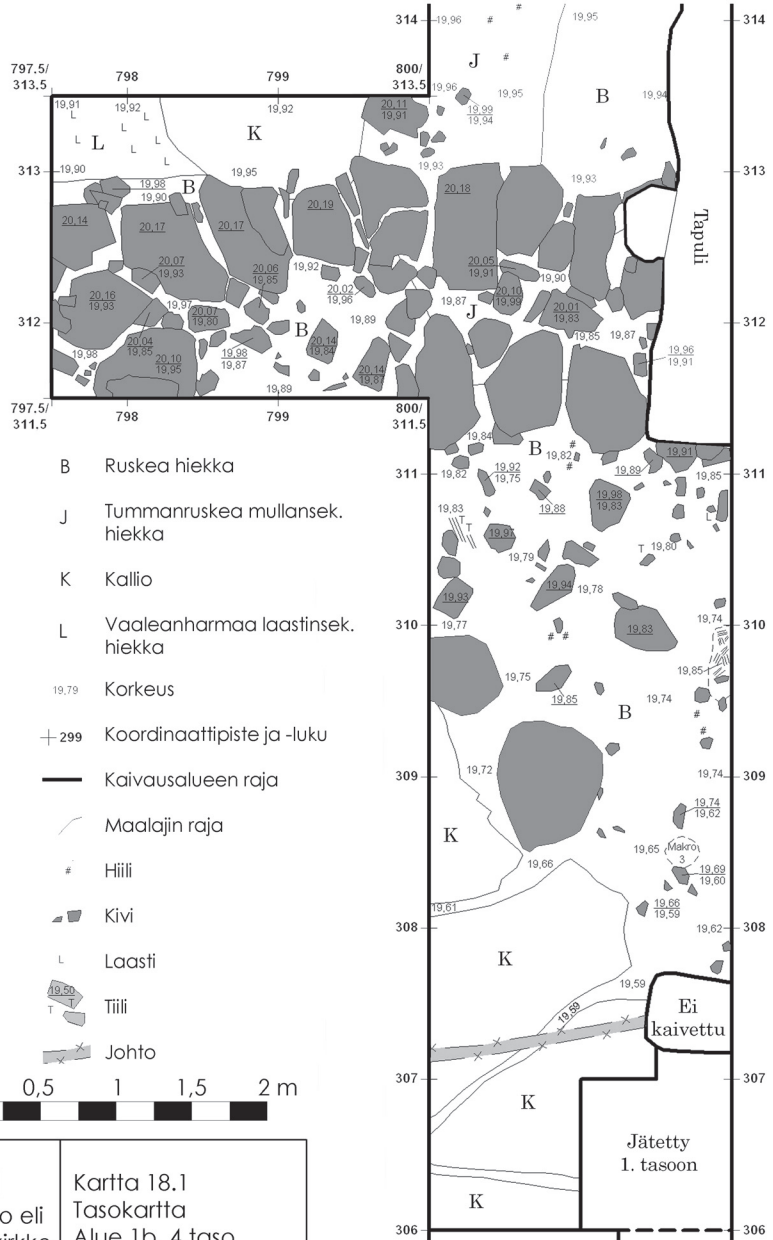 314
19,96
#
#
19,95
314
797.5/
313.5
798
799
800/
313.5
J
#
19,96
19,95
B
19,94
19,91
19,92
L
L
L
L
L
L
L
K
19,92
20,11
19,91
19,99
19,94
313
19,90
19,95
19,93
19,93
313
19,98
19,90
B
20,14
20,17
20,17
20,19
20,18
Tapuli
20,07
19,93
20,06
19,85
19,92
20,05
19,91
19,90
20,16
19,93
19,97
20,07
19,80
20,02
19,96
19,87
20,10
19,99
20,01
19,83
J
312
19,89
B
312
20,04
19,85
19,98
20,10
19,95
19,98
19,87
20,14
19,84
20,14
19,87
19,85
19,87
19,96
19,91
19,89
797.5/
311.5
798
799
800/
311.5
19,84
B
#
19,82
#
19,91
311
19,82
19,92
19,75
19,89
19,85
311
19,88
19,98
19,83
19,83
T
T
L
19,97
19,79
T
19,80
19,93
19,94
19,78
310
19,77
#
#
19,83
19,74
310
19,75
19,85
19,85
19,74
B
#
#
309
19,72
19,74
309
19,74
19,62
K
19,65
Makro
3
19,66
19,69
19,60
19,61
19,66
19,59
308
19,62
308
K
19,59
19,59
Ei
kaivettu
307
307
K
Jätetty
1. tasoon
K
306
306
B Ruskea hiekka
J Tummanruskea mullansek.
hiekka
K Kallio
L Vaaleanharmaa laastinsek.
hiekka
19,79 Korkeus
299 Koordinaattipiste ja -luku
Kaivausalueen raja
Maalajin raja
# Hiili
Kivi
L Laasti
19,50
T
T
Tiili
Johto
0,5 1 1,5 2 m
o eli
Kartta 18.1
Tasokartta
Alue 1b, 4 taso